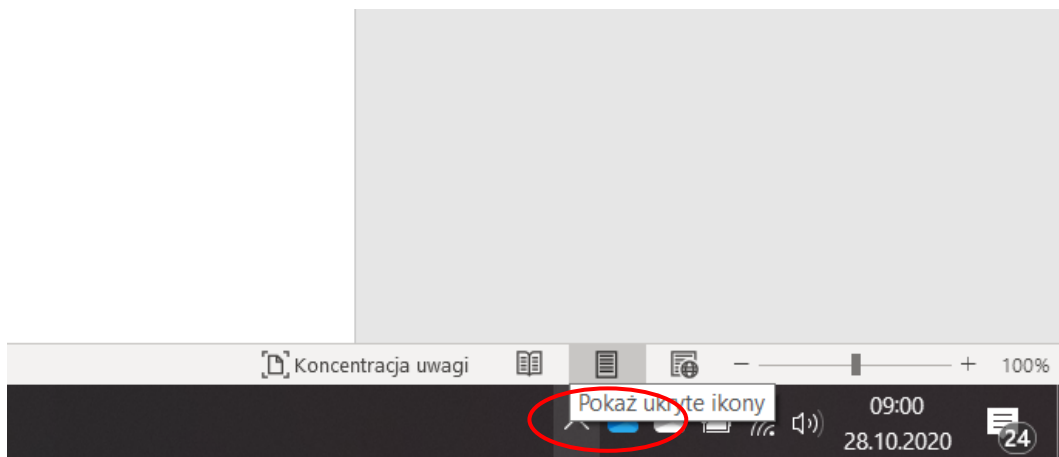 Koncentracja uwagi
100%
Pokaż ukryte ikony
09:00
28.10.2020
24